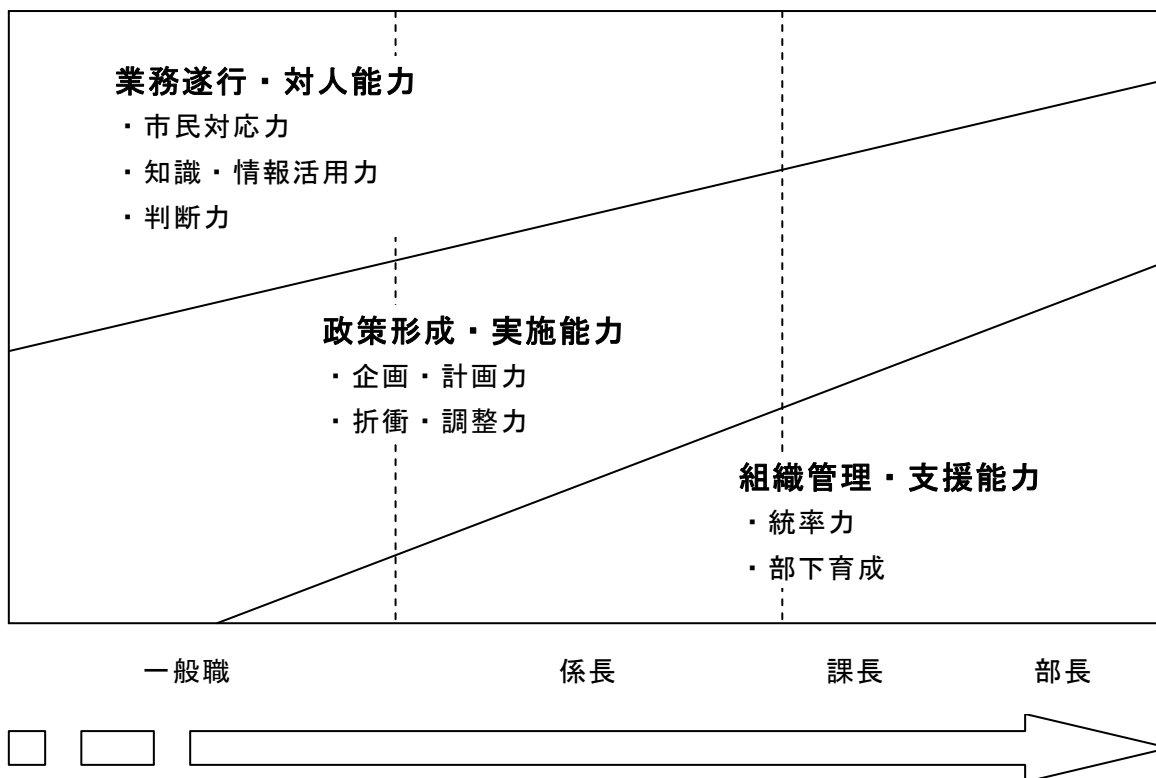 業務遂行・対人能力
・市民対応力
・知識・情報活用力
・判断力
政策形成・実施能力
・企画・計画力
・折衝・調整力
組織管理・支援能力
・統率力
・部下育成
一般職 係長 課長 部長